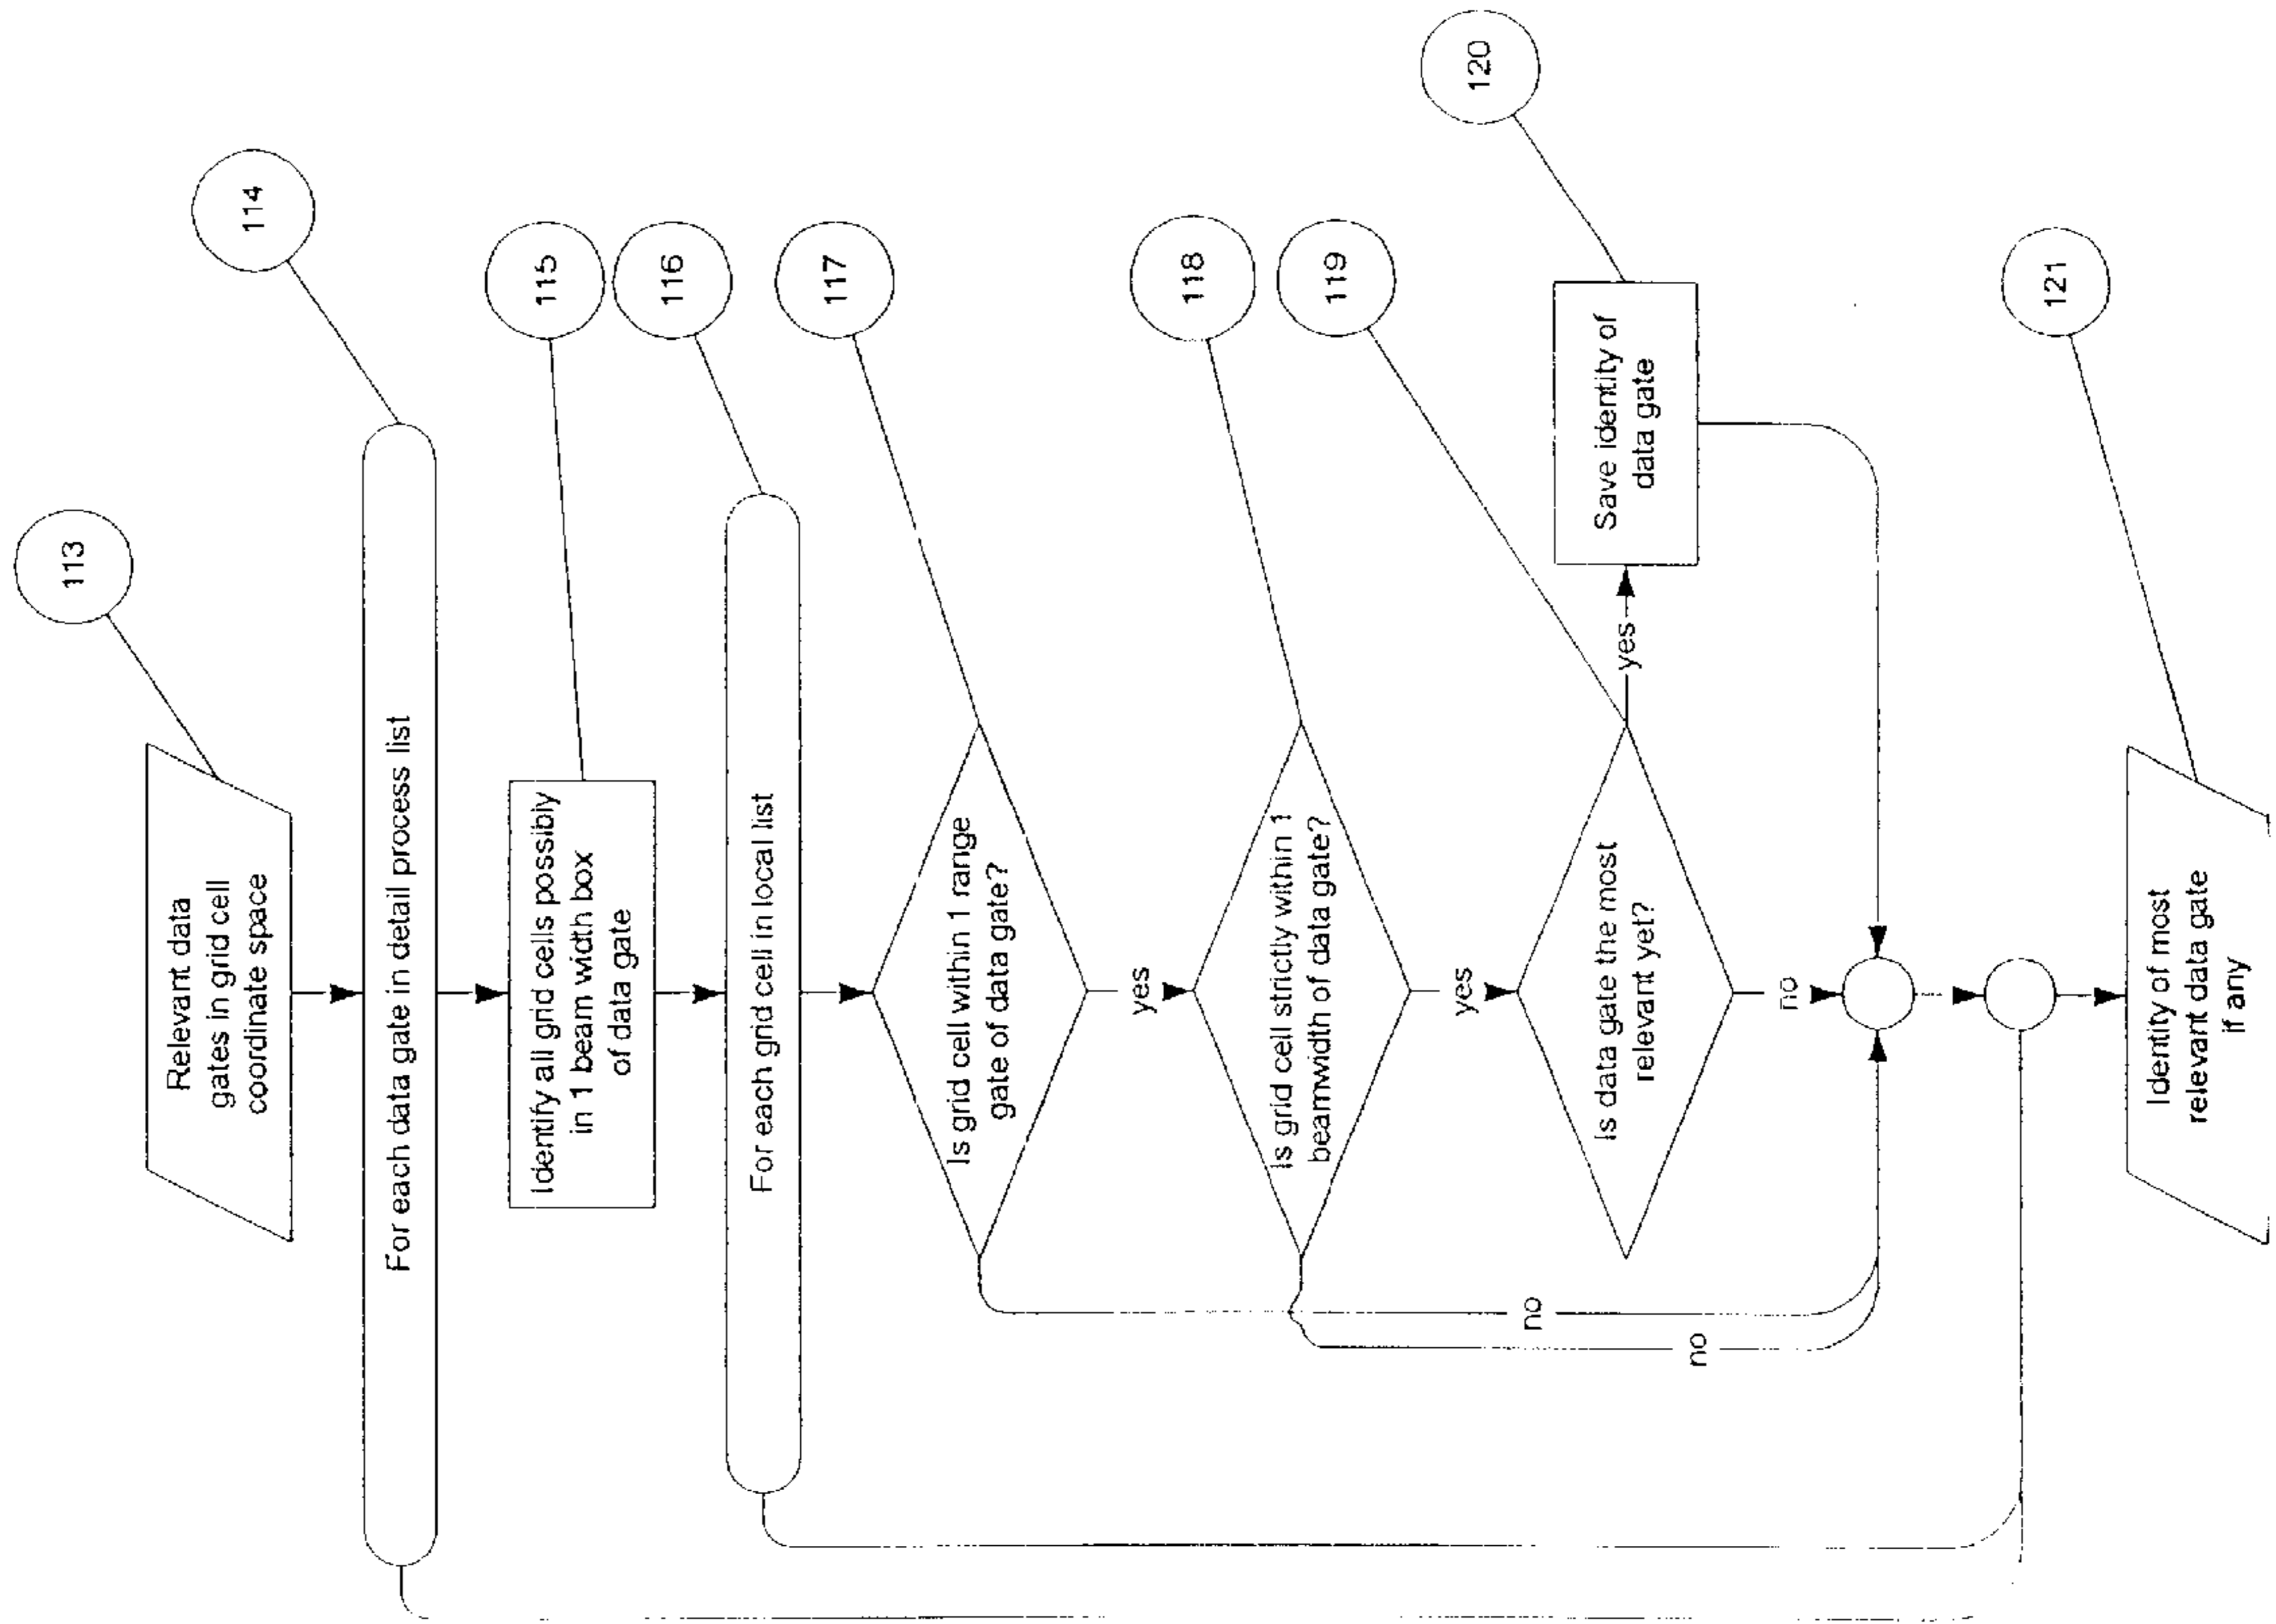 113
Relevant data
gates in grid cell
coordinate space
114
For each data gate in detail process list
115
Identify all grid cells possibly
in 1 beam width box
of data gate
116
For each grid cell in local list
117
Is grid cell within 1 range
gate of data gate?
yes
no
118
Is grid cell strictly within 1
beamwidth of data gate?
yes
no
119
Is data gate the most
relevant yet?
yes
no
120
Save identity of
data gate
121
Identity of most
relevant data gate
if any